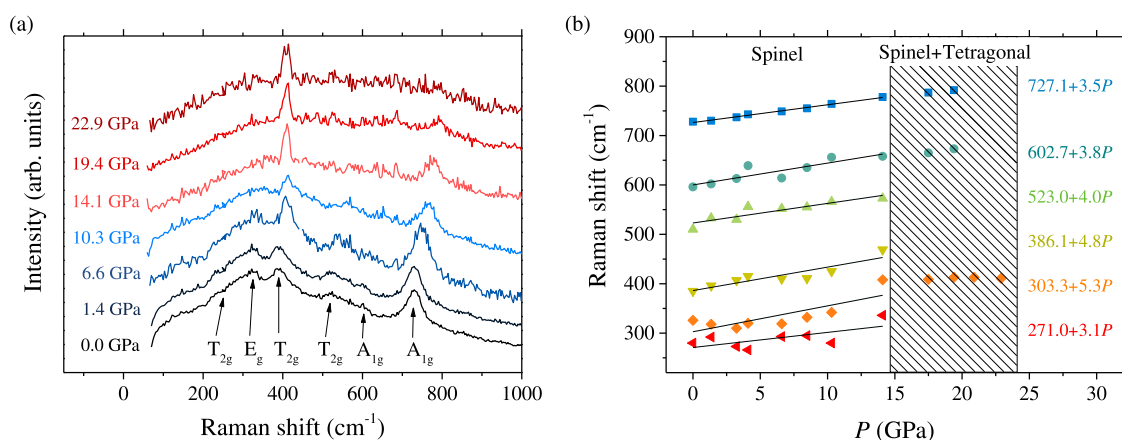 (a)
Intensity (arb. units)
22.9 GPa
19.4 GPa
14.1 GPa
10.3 GPa
6.6 GPa
1.4 GPa
0.0 GPa
T2g Eg T2g T2g A1g A1g
0 200 400 600 800 1000
Raman shift (cm-1)
(b)
Raman shift (cm-1)
900
800
700
600
500
400
300
Spinel Spinel+Tetragonal
727.1+3.5P
602.7+3.8P
523.0+4.0P
386.1+4.8P
303.3+5.3P
271.0+3.1P
0 5 10 15 20 25 30
P (GPa)